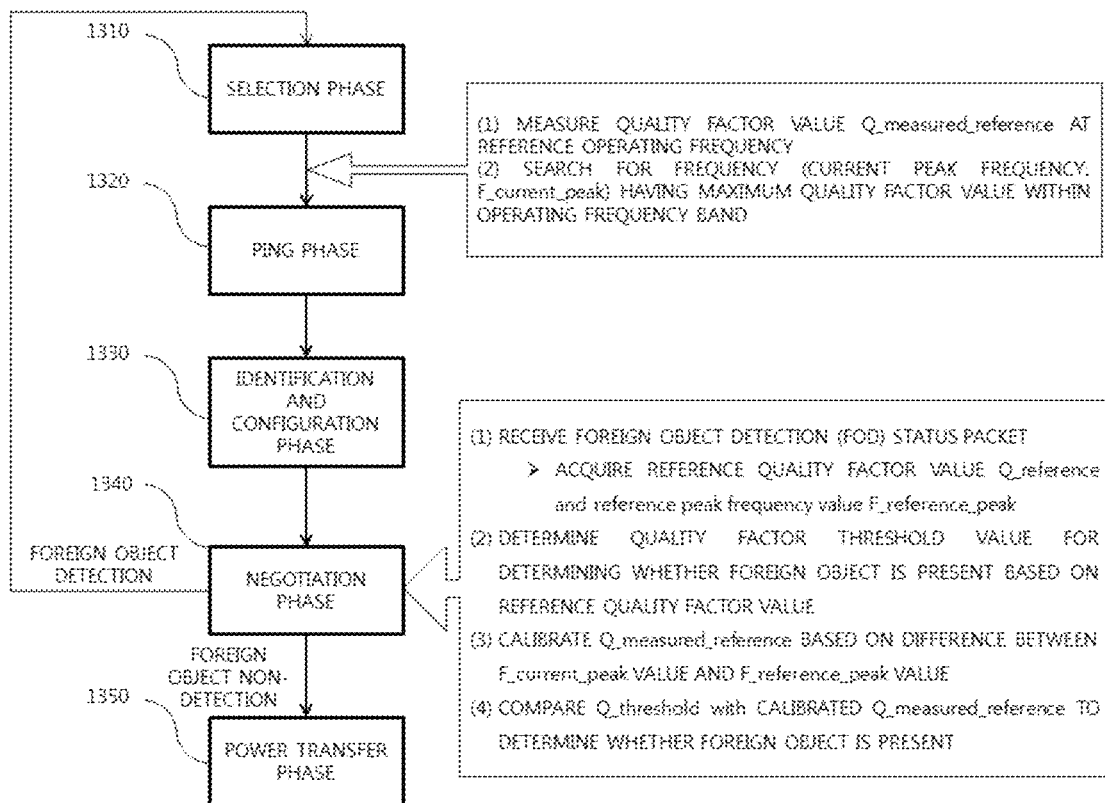 1310
SELECTION PHASE
(1) MEASURE QUALITY FACTOR VALUE Q_measured_reference AT
REFERENCE OPERATING FREQUENCY
(2) SEARCH FOR FREQUENCY (CURRENT PEAK FREQUENCY.
F_current_peak) HAVING MAXIMUM QUALITY FACTOR VALUE WITHIN
OPERATING FREQUENCY BAND
1320
PING PHASE
1330
IDENTIFICATION
AND
CONFIGURATION
PHASE
1340
FOREIGN OBJECT
DETECTION
NEGOTIATION
PHASE
(1) RECEIVE FOREIGN OBJECT DETECTION (FOD) STATUS PACKET
➤ ACQUIRE REFERENCE QUALITY FACTOR VALUE Q_reference
and reference peak frequency value F_reference_peak
(2) DETERMINE QUALITY FACTOR THRESHOLD VALUE FOR
DETERMINING WHETHER FOREIGN OBJECT IS PRESENT BASED ON
REFERENCE QUALITY FACTOR VALUE
(3) CALIBRATE Q_measured_reference BASED ON DIFFERENCE BETWEEN
F_current_peak VALUE AND F_reference_peak VALUE
(4) COMPARE Q_threshold with CALIBRATED Q_measured_reference TO
DETERMINE WHETHER FOREIGN OBJECT IS PRESENT
FOREIGN
OBJECT NON-
DETECTION
1350
POWER TRANSFER
PHASE